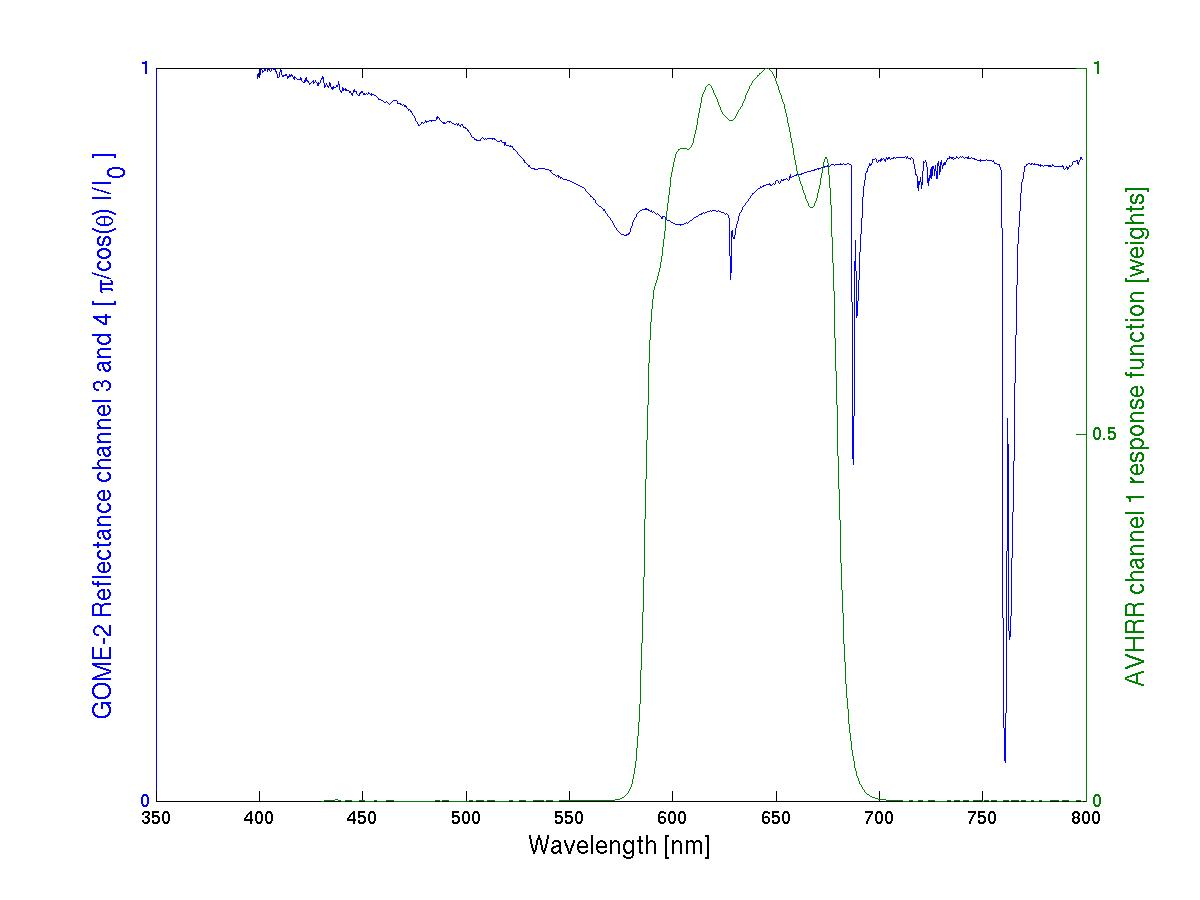 1
0
GOME-2 Reflectance channel 3 and 4 [ π/cos(θ) I/I₀ ]
350 400 450 500 550 600 650 700 750 800
Wavelength [nm]
1
0.5
0
AVHRR channel 1 response function [weights]